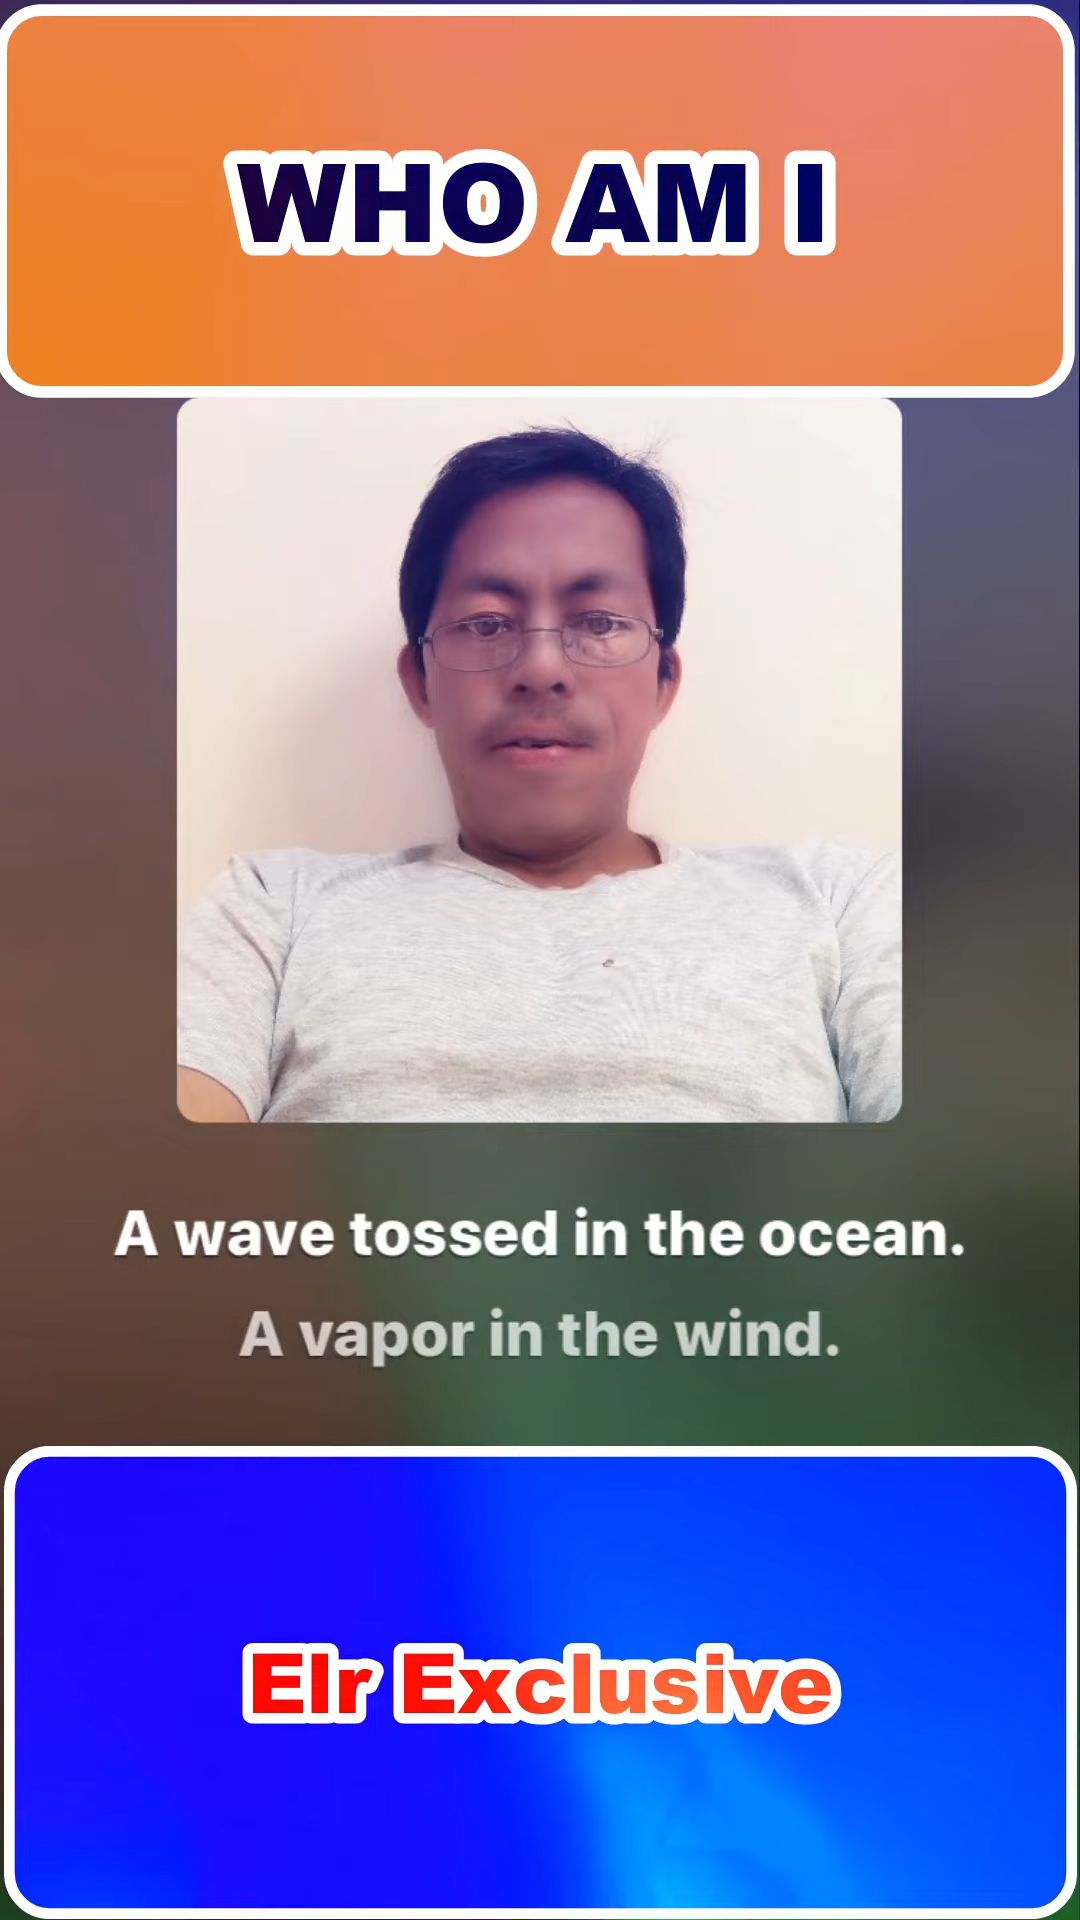 WHO AM I
A wave tossed in the ocean.
A vapor in the wind.
Elr Exclusive